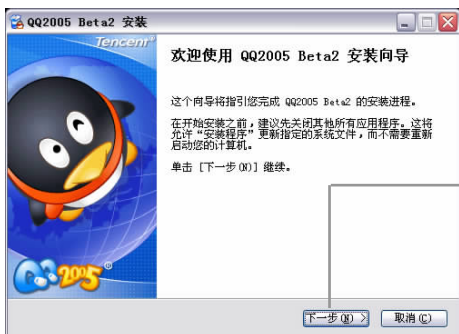 QQ2005 Beta2 安装
Tencent
欢迎使用 QQ2005 Beta2 安装向导
这个向导将指引您完成 QQ2005 Beta2 的安装进程。
在开始安装之前，建议先关闭其他所有应用程序。这将
允许“安装程序”更新指定的系统文件，而不需要重新
启动您的计算机。
单击 [下一步(N)] 继续。
QQ 2005
下一步(N) >
取消(C)